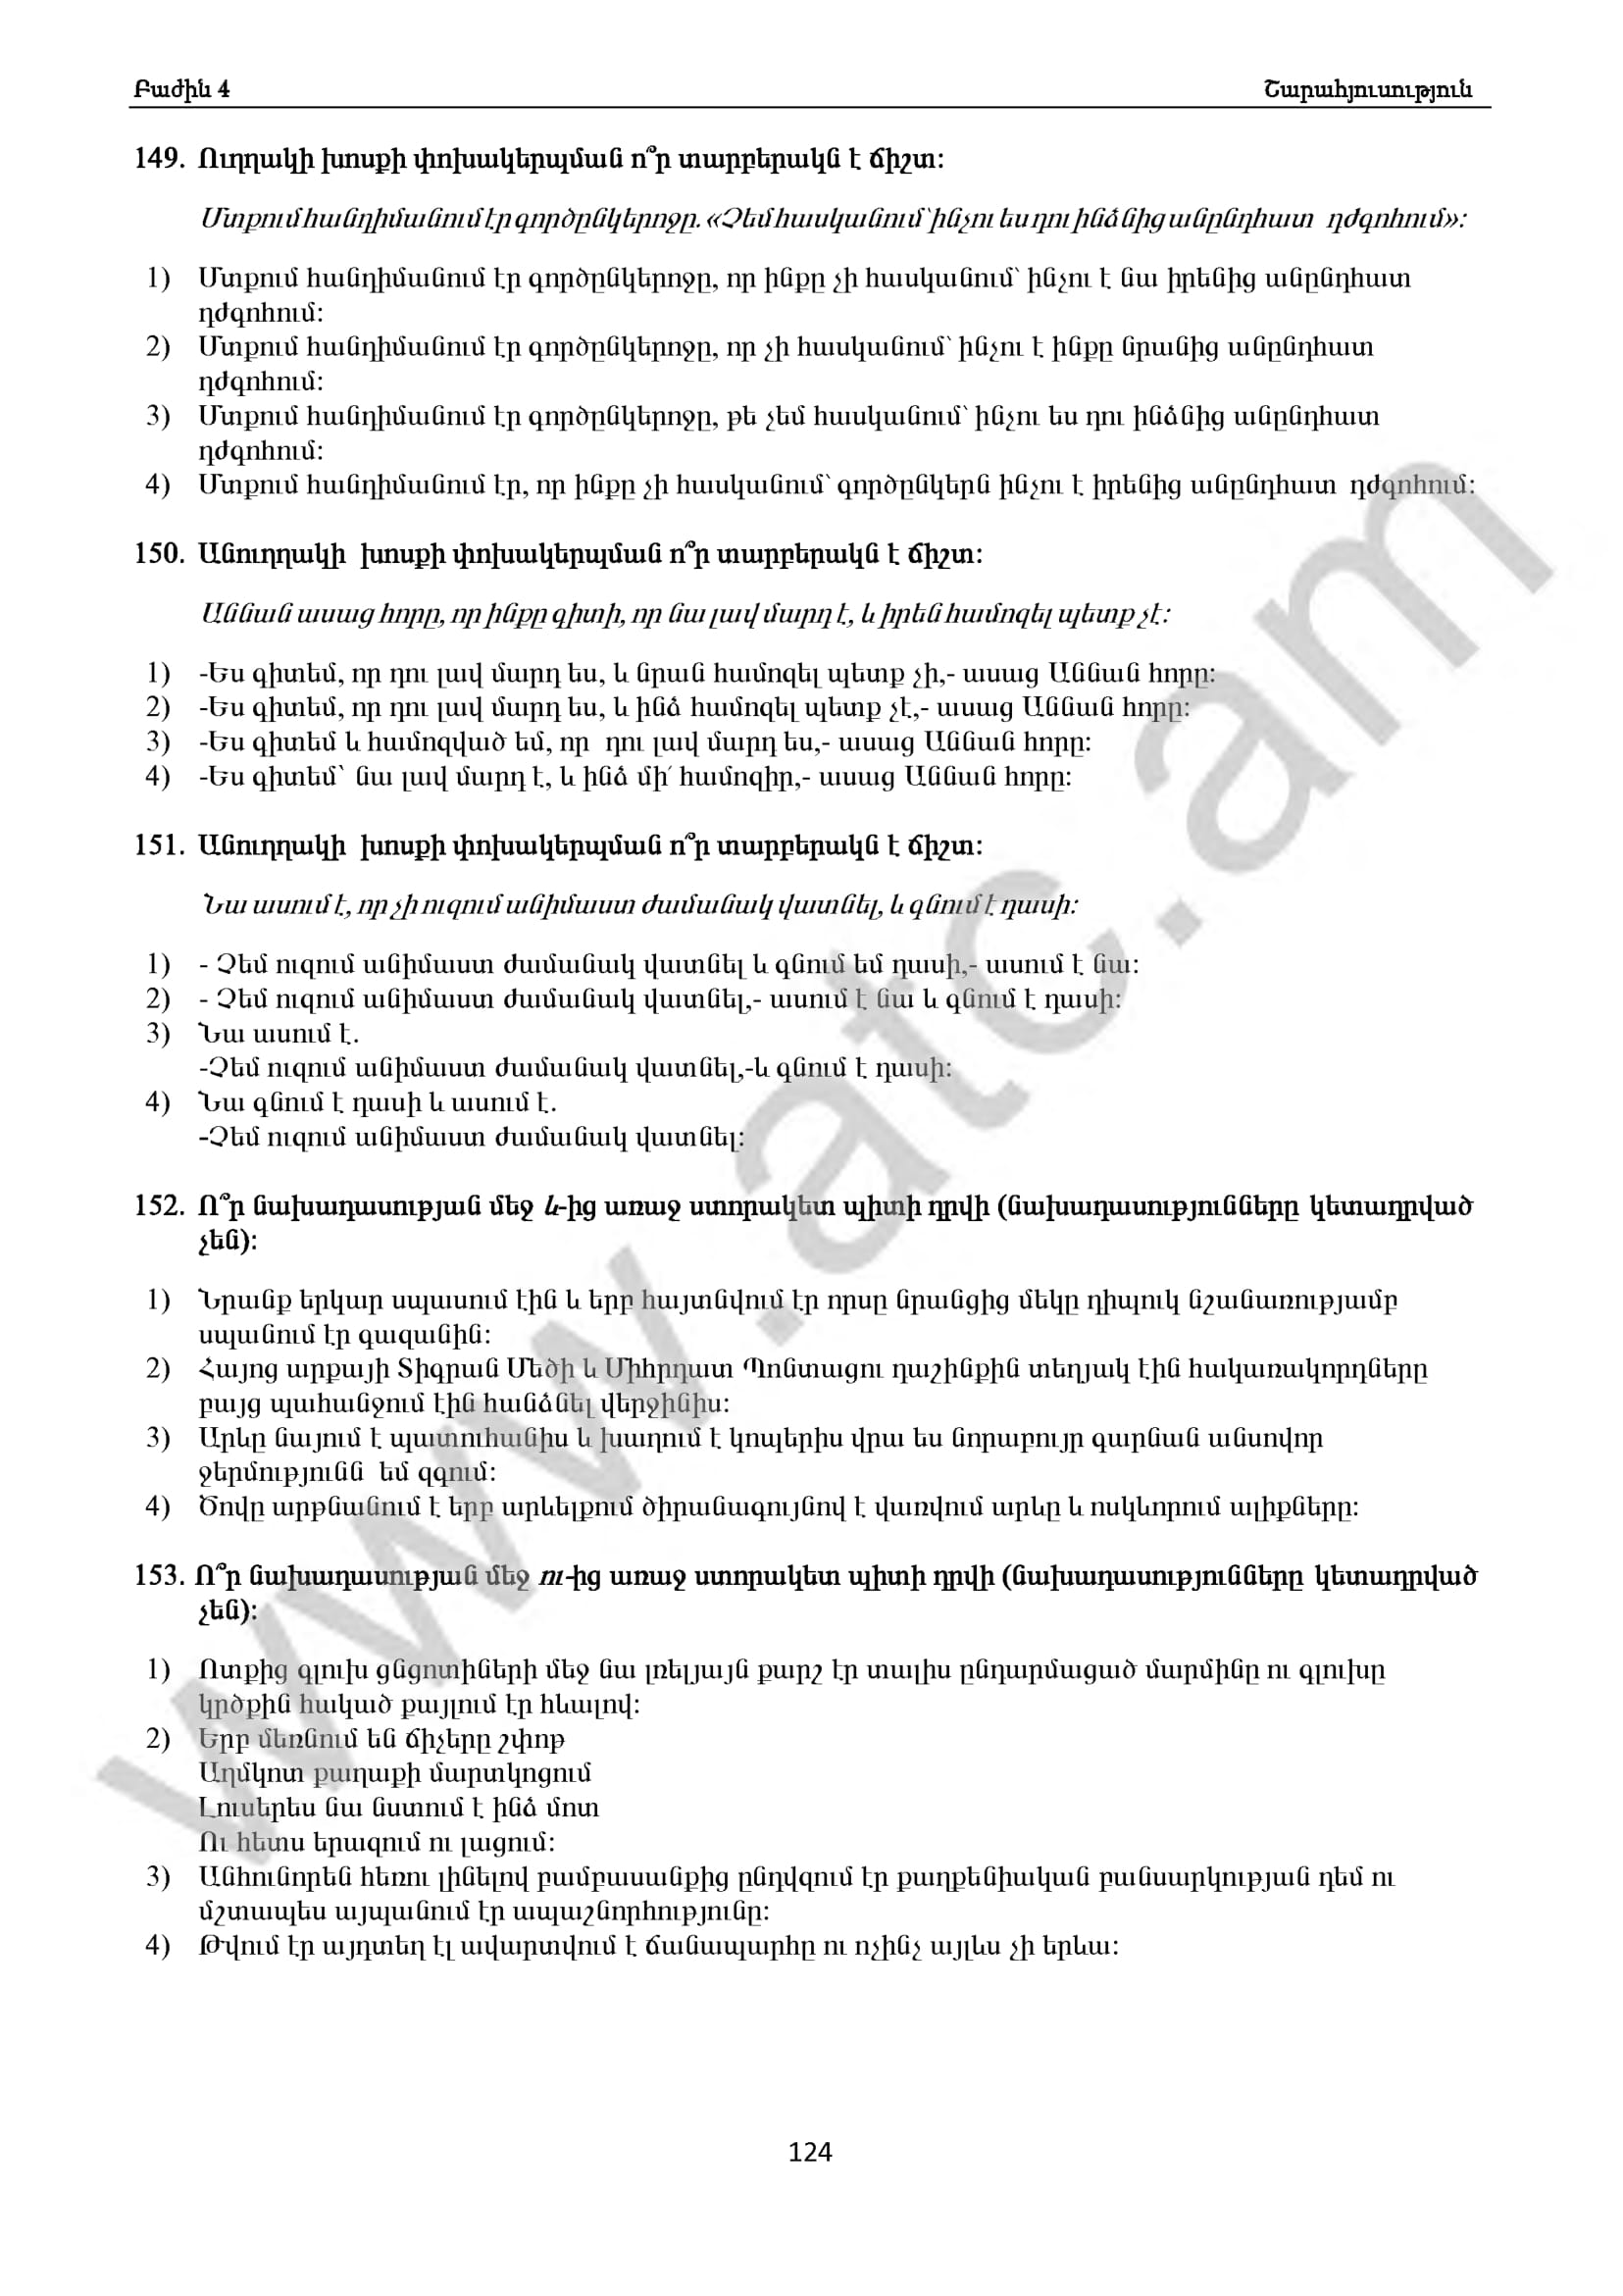 Բաժին 4 Շարահյուսություն
149. Ուղղակի խոսքի փոխակերպման ո՞ր տարբերակն է ճիշտ:
Մտքում հանդիմանում էր գործընկերոջը. «Չեմ հասկանում՝ ինչու ես դու ինձնից անընդհատ դժգոհում»:
1) Մտքում հանդիմանում էր գործընկերոջը, որ ինքը չի հասկանում՝ ինչու է նա իրենից անընդհատ
դժգոհում:
2) Մտքում հանդիմանում էր գործընկերոջը, որ չի հասկանում՝ ինչու է ինքը նրանից անընդհատ
դժգոհում:
3) Մտքում հանդիմանում էր գործընկերոջը, թե չեմ հասկանում՝ ինչու ես դու ինձնից անընդհատ
դժգոհում:
4) Մտքում հանդիմանում էր, որ ինքը չի հասկանում՝ գործընկերն ինչու է իրենից անընդհատ դժգոհում:
150. Անուղղակի խոսքի փոխակերպման ո՞ր տարբերակն է ճիշտ:
Աննան ասաց հորը, որ ինքը գիտի, որ նա լավ մարդ է, և իրեն համոզել պետք չէ:
1) -Ես գիտեմ, որ դու լավ մարդ ես, և նրան համոզել պետք չի,- ասաց Աննան հորը:
2) -Ես գիտեմ, որ դու լավ մարդ ես, և ինձ համոզել պետք չէ,- ասաց Աննան հորը:
3) -Ես գիտեմ և համոզված եմ, որ դու լավ մարդ ես,- ասաց Աննան հորը:
4) -Ես գիտեմ՝ նա լավ մարդ է, և ինձ մի՛ համոզիր,- ասաց Աննան հորը:
151. Անուղղակի խոսքի փոխակերպման ո՞ր տարբերակն է ճիշտ:
Նա ասում է, որ չի ուզում անիմաստ ժամանակ վատնել, և գնում է դասի:
1) - Չեմ ուզում անիմաստ ժամանակ վատնել և գնում եմ դասի,- ասում է նա:
2) - Չեմ ուզում անիմաստ ժամանակ վատնել,- ասում է նա և գնում է դասի:
3) Նա ասում է.
-Չեմ ուզում անիմաստ ժամանակ վատնել,-և գնում է դասի:
4) Նա գնում է դասի և ասում է.
-Չեմ ուզում անիմաստ ժամանակ վատնել:
152. Ո՞ր նախադասության մեջ և-ից առաջ ստորակետ պիտի դրվի (նախադասությունները կետադրված
չեն):
1) Նրանք երկար սպասում էին և երբ հայտնվում էր որսը նրանցից մեկը դիպուկ նշանառությամբ
սպանում էր գազանին:
2) Հայոց արքայի Տիգրան Մեծի և Միհրդատ Պոնտացու դաշինքին տեղյակ էին հակառակորդները
բայց պահանջում էին հանձնել վերջինիս:
3) Արևը նայում է պատուհանիս և խաղում է կոպերիս վրա ես նորաբույր գարնան անսովոր
ջերմությունն եմ զգում:
4) Ծովը արթնանում է երբ արևելքում ծիրանագույնով է վառվում արևը և ոսկևորում ալիքները:
153. Ո՞ր նախադասության մեջ ու-ից առաջ ստորակետ պիտի դրվի (նախադասությունները կետադրված
չեն):
1) Ոտքից գլուխ ցնցոտիների մեջ նա լռելյայն քարշ էր տալիս ընդարմացած մարմինը ու գլուխը
կրծքին հակած քայլում էր հևալով:
2) Երբ մեռնում են ճիչերը շփոթ
Աղմկոտ քաղաքի մարտկոցում
Լուսերես նա նստում է ինձ մոտ
Ու հետս երազում ու լացում:
3) Անհունորեն հեռու լինելով բամբասանքից ընդվզում էր քաղքենիական բանսարկության դեմ ու
մշտապես այպանում էր ապաշնորհությունը:
4) Թվում էր այդտեղ էլ ավարտվում է ճանապարհը ու ոչինչ այլևս չի երևա:
124
www.atc.am